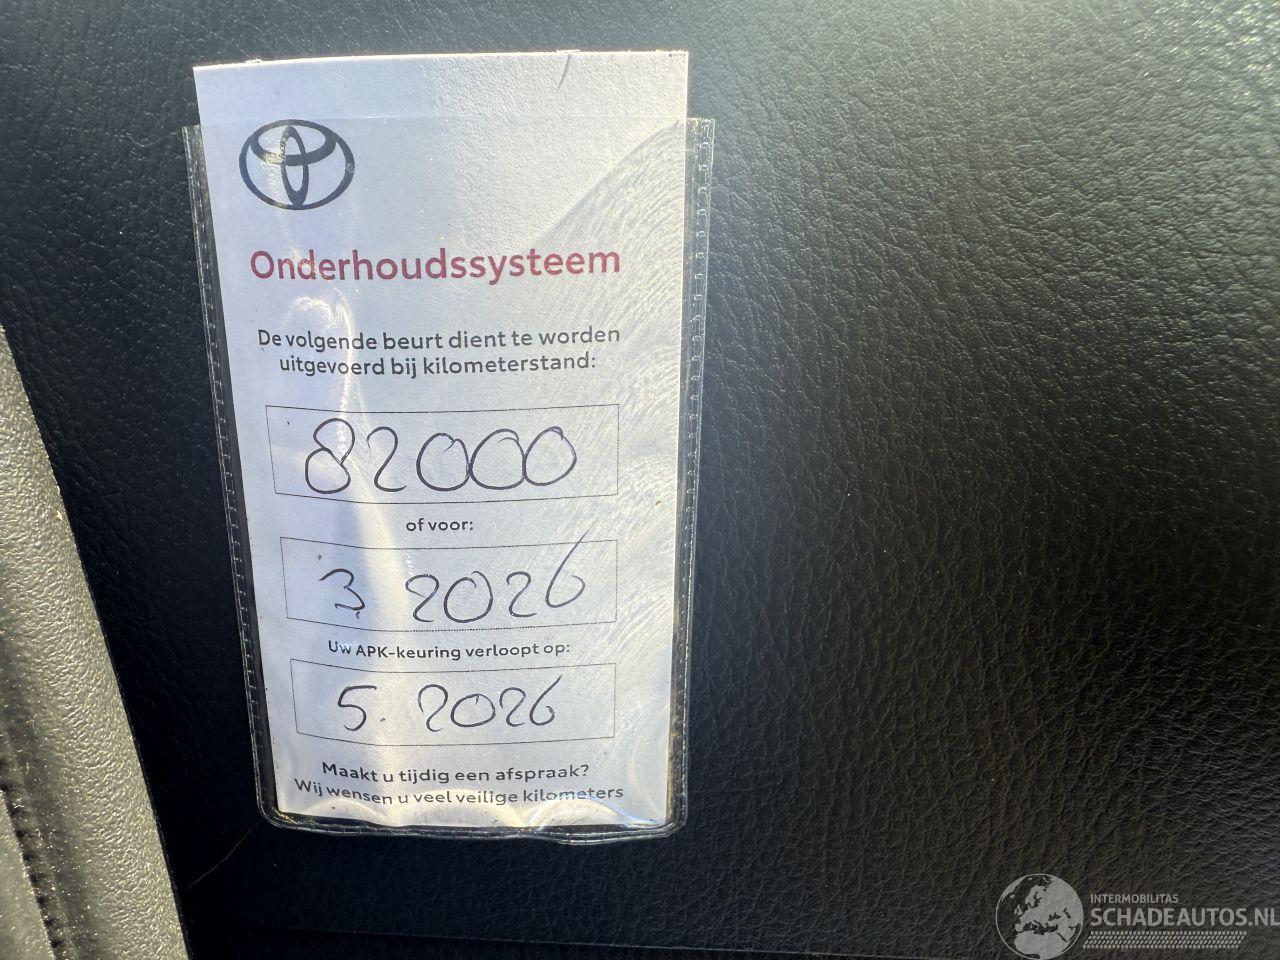 Onderhoudssysteem
De volgende beurt dient te worden
uitgevoerd bij kilometerstand:
82000
of voor:
3. 2026
Uw APK-keuring verloopt op:
5. 2026
Maakt u tijdig een afspraak?
Wij wensen u veel veilige kilometers
INTERMOBILITAS
SCHADEAUTOS.NL